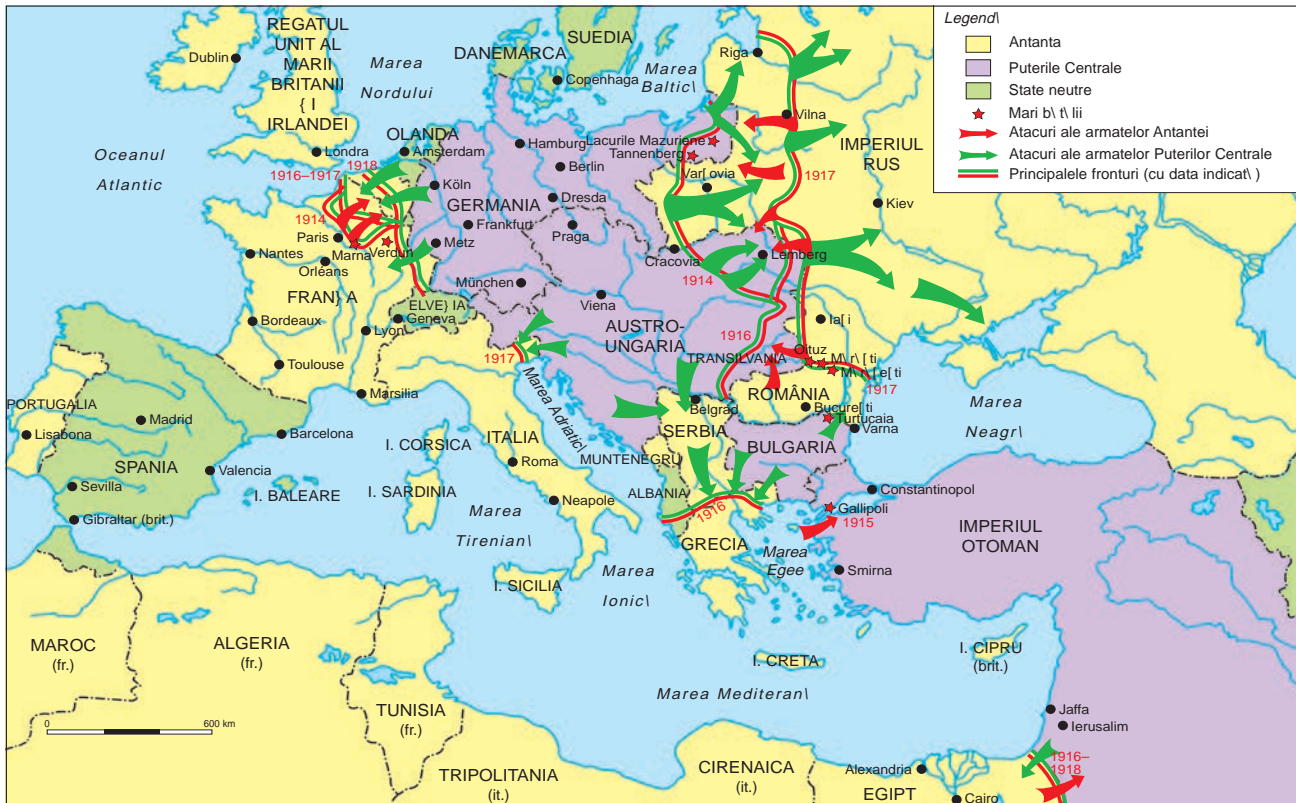 Legend\
Antanta
Puterile Centrale
State neutre
Mari b\ t\ lii
Atacuri ale armatelor Antantei
Atacuri ale armatelor Puterilor Centrale
Principalele fronturi (cu data indicat\ )
REGATUL
UNIT AL
MARII
BRITANII
{ I
IRLANDEI
Dublin
Londra
Marea
Nordului
Oceanul
Atlantic
DANEMARCA
SUEDIA
Copenhaga
Marea
Baltic\
Riga
Vilna
IMPERIUL
RUS
Kiev
OLANDA
Amsterdam
1918
1916–1917
1914
Hamburg
Berlin
Köln
Dresda
GERMANIA
Frankfurt
Praga
Metz
München
Lacurile Mazuriene
Tannenberg
Var[ ovia
1917
Cracovia
Lemberg
1914
Paris
Marna
Verdun
Nantes
Orléans
FRAN} A
ELVE} IA
Geneva
Bordeaux
Lyon
Toulouse
Marsilia
Viena
AUSTRO-
UNGARIA
1916
1917
Ia[ i
Oituz
TRANSILVANIA
M\ r\ [ ti
M\ r\ [ e[ ti
1917
ROMÂNIA
Bucure[ ti
Turtucaia
Varna
Marea
Neagr\
Belgrad
SERBIA
BULGARIA
MUNTENEGRU
ALBANIA
1916
GRECIA
Marea Adriatic\
PORTUGALIA
Lisabona
Madrid
SPANIA
Barcelona
Valencia
Sevilla
Gibraltar (brit.)
I. BALEARE
I. CORSICA
I. SARDINIA
ITALIA
Roma
Neapole
Marea
Tirenian\
I. SICILIA
Marea
Ionic\
Constantinopol
Gallipoli
1915
Marea
Egee
Smirna
IMPERIUL
OTOMAN
I. CRETA
I. CIPRU
(brit.)
Marea Mediteran\
MAROC
(fr.)
ALGERIA
(fr.)
TUNISIA
(fr.)
0
600 km
TRIPOLITANIA
(it.)
CIRENAICA
(it.)
Alexandria
EGIPT
Cairo
Jaffa
Ierusalim
1916–
1918